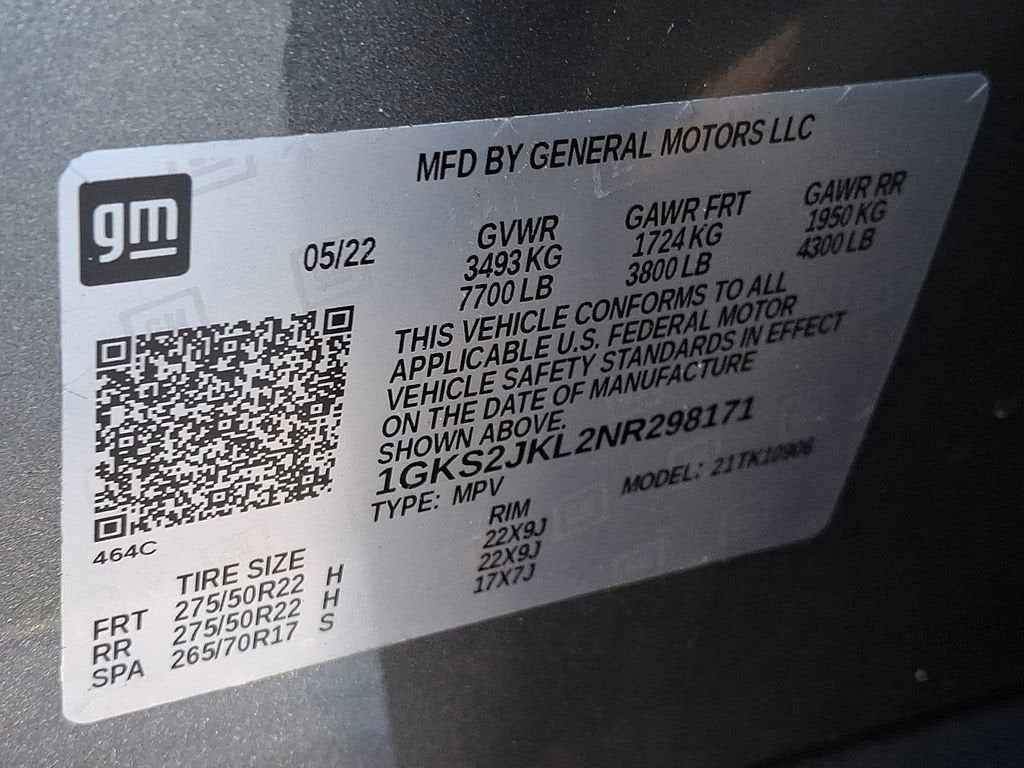 gm
MFD BY GENERAL MOTORS LLC
05/22
GVWR
3493 KG
7700 LB
GAWR FRT
1724 KG
3800 LB
GAWR RR
1950 KG
4300 LB
THIS VEHICLE CONFORMS TO ALL
APPLICABLE U.S. FEDERAL MOTOR
VEHICLE SAFETY STANDARDS IN EFFECT
ON THE DATE OF MANUFACTURE
SHOWN ABOVE.
1GKS2JKL2NR298171
TYPE: MPV MODEL: 21TK10906
464C
TIRE SIZE RIM
FRT 275/50R22 H 22X9J
RR 275/50R22 H 22X9J
SPA 265/70R17 S 17X7J